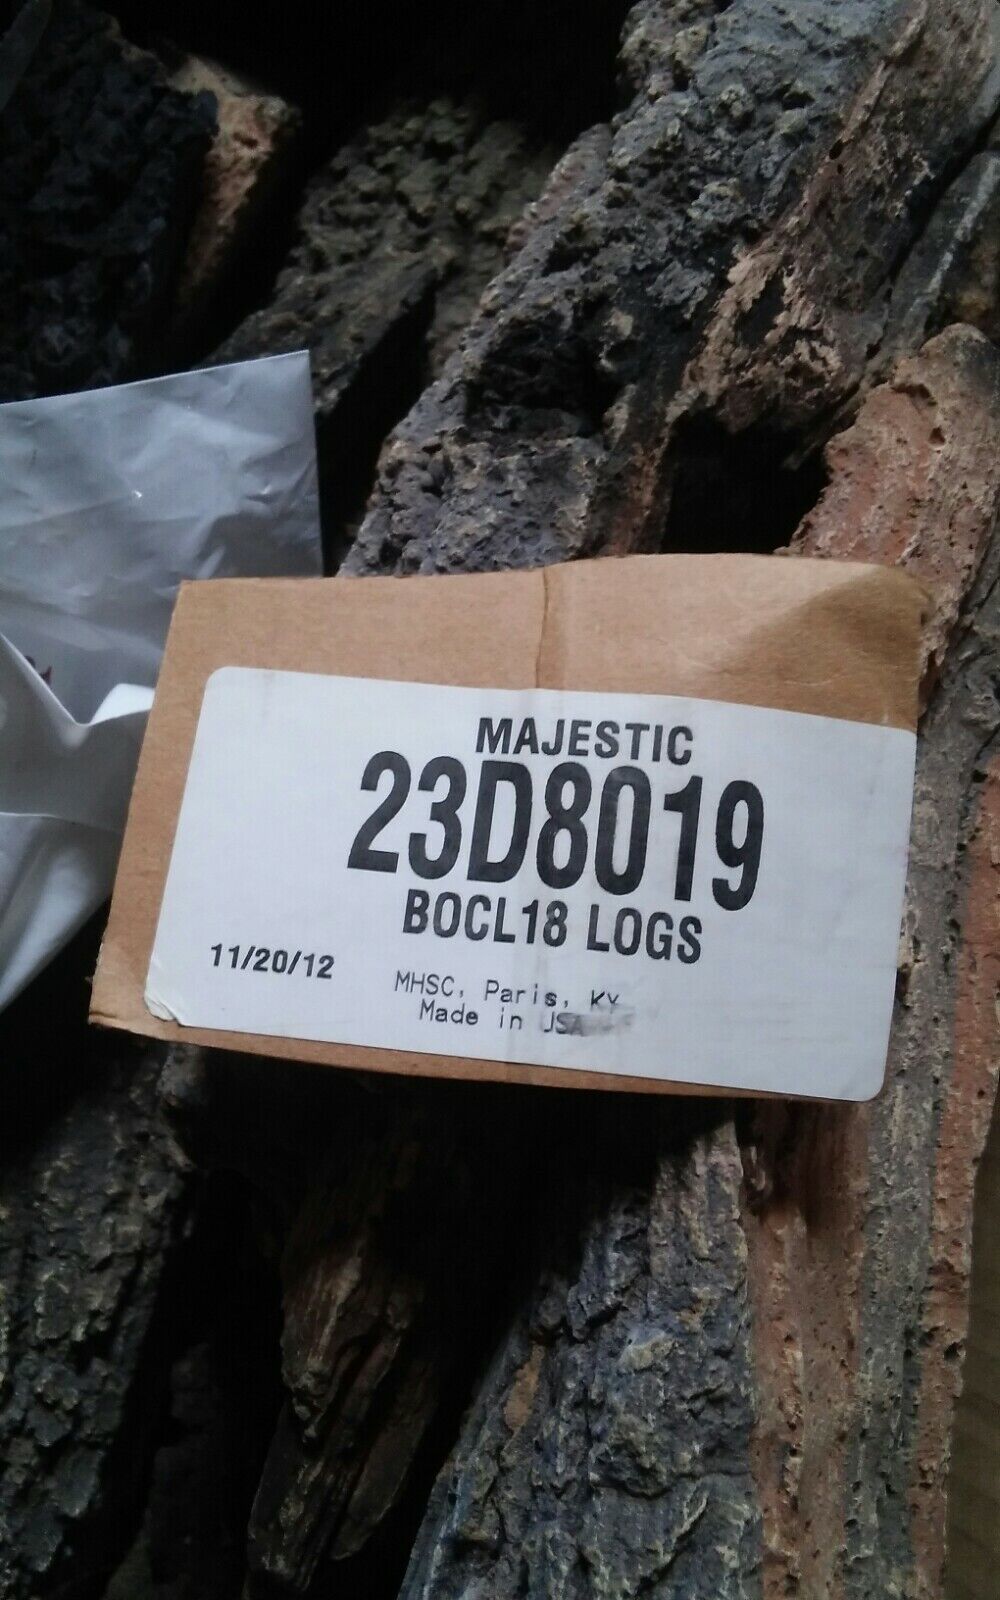 MAJESTIC
23D8019
BOCL18 LOGS
11/20/12
MHSC, Paris, KY
Made in USA